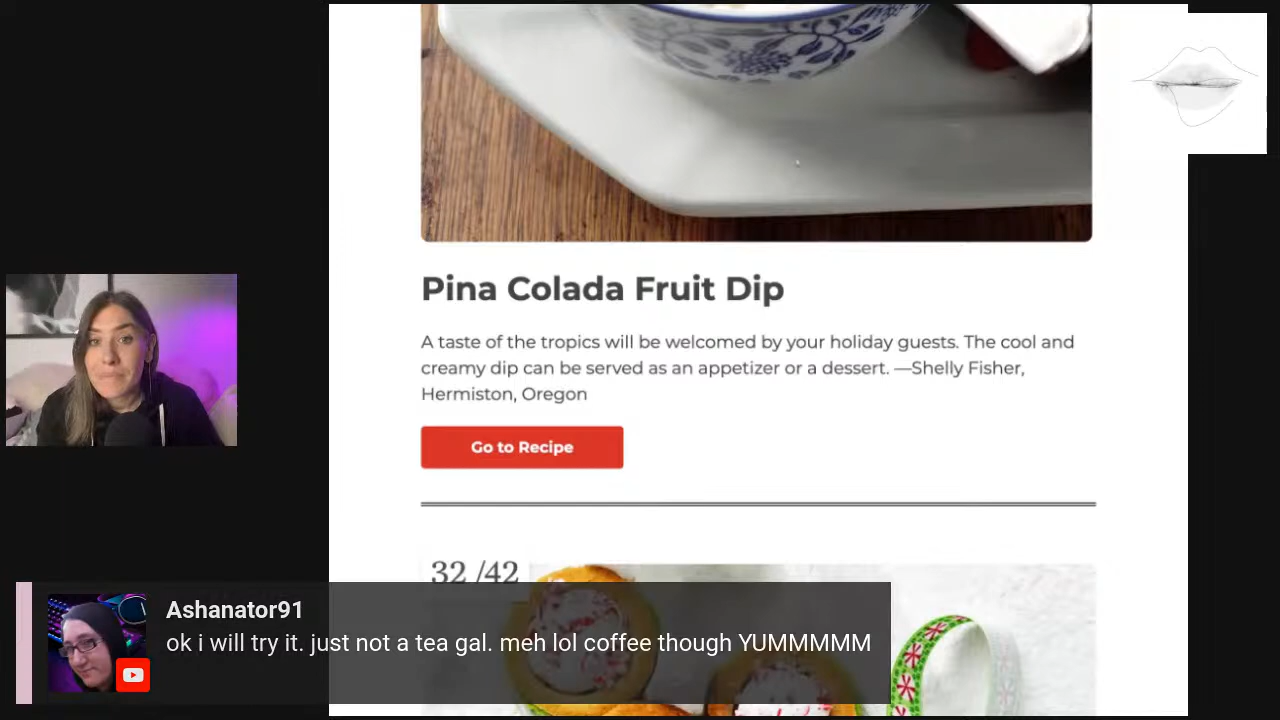 Pina Colada Fruit Dip
A taste of the tropics will be welcomed by your holiday guests. The cool and
creamy dip can be served as an appetizer or a dessert. —Shelly Fisher,
Hermiston, Oregon
Go to Recipe
32 /42
Ashanator91
ok i will try it. just not a tea gal. meh lol coffee though YUMMMMM